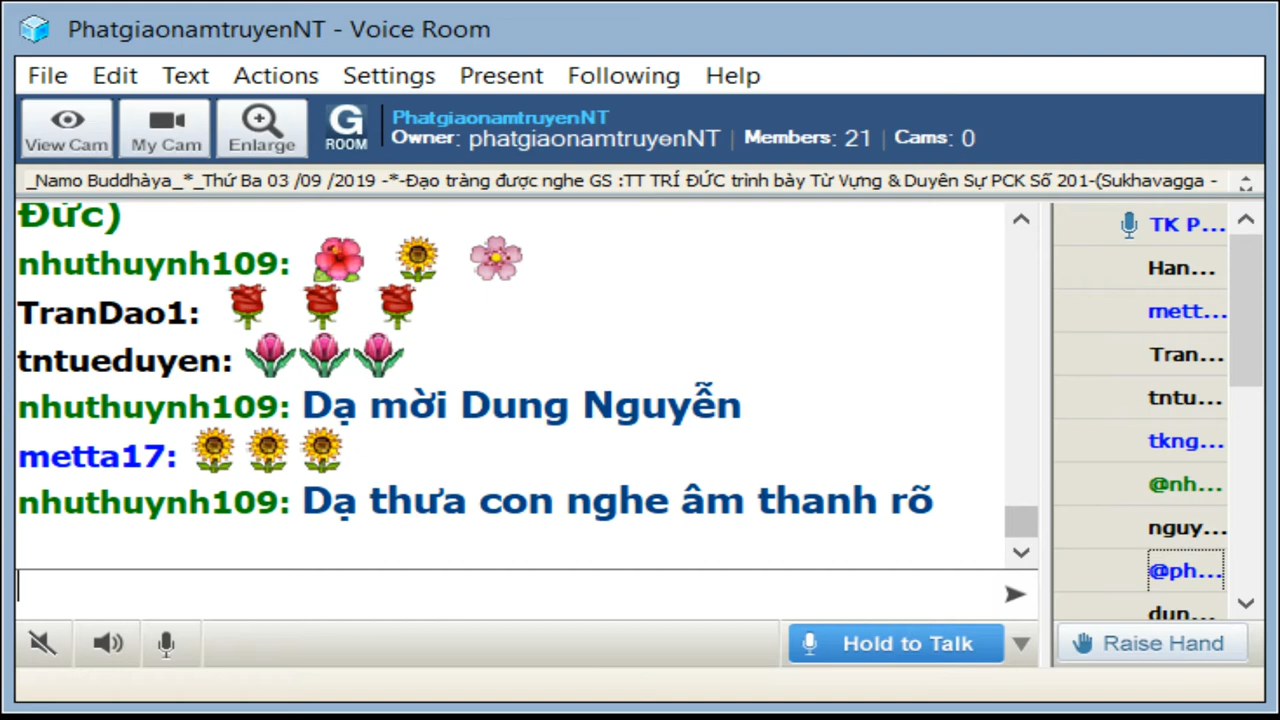 PhatgiaonamtruyenNT - Voice Room
File Edit Text Actions Settings Present Following Help
View Cam My Cam Enlarge G ROOM
PhatgiaonamtruyenNT
Owner: phatgiaonamtruyenNT | Members: 21 | Cams: 0
_Namo Buddhàya_*_Thứ Ba 03 /09 /2019 -*-Đạo tràng được nghe GS :TT TRÍ ĐỨC trình bày Từ Vựng & Duyên Sự PCK Số 201-(Sukhavagga -
Đức)
nhuthuynh109:
TranDao1:
tntueduyen:
nhuthuynh109: Dạ mời Dung Nguyễn
metta17:
nhuthuynh109: Dạ thưa con nghe âm thanh rõ
TK P...
Han...
mett...
Tran...
tntu...
tkng...
@nh...
nguy...
@ph...
dun...
Hold to Talk
Raise Hand